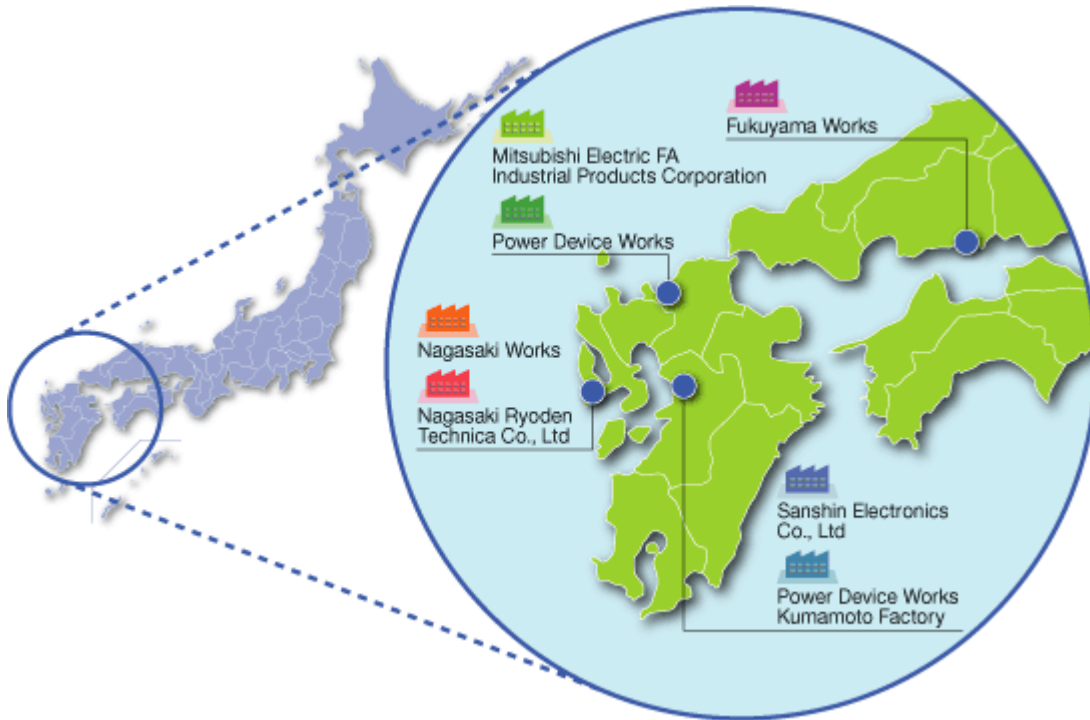 Fukuyama Works
Mitsubishi Electric FA
Industrial Products Corporation
Power Device Works
Nagasaki Works
Nagasaki Ryoden
Technica Co., Ltd
Sanshin Electronics
Co., Ltd
Power Device Works
Kumamoto Factory